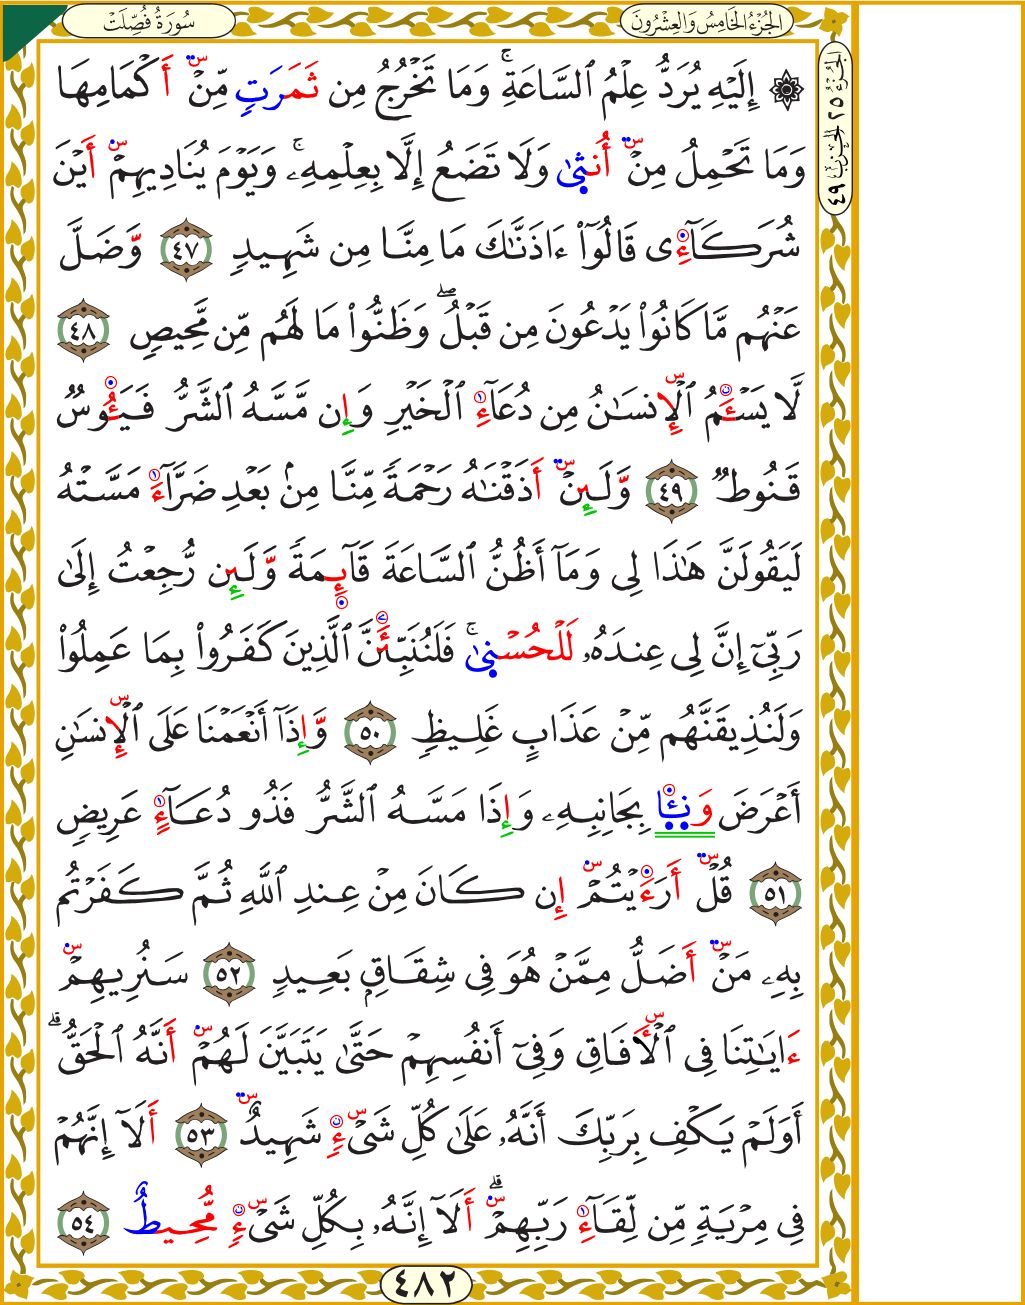 سُورَةُ فُصِّلَتْ
الجُزْءُ الخَامِسُ وَالعِشْرُونَ
الجُزْءُ ٢٥ الحِزْبُ ٤٩
۞ إِلَيْهِ يُرَدُّ عِلْمُ ٱلسَّاعَةِۚ وَمَا تَخْرُجُ مِن ثَمَرَتٍ مِّنْ أَكْمَامِهَا
وَمَا تَحْمِلُ مِنْ أُنثَىٰ وَلَا تَضَعُ إِلَّا بِعِلْمِهِۦۚ وَيَوْمَ يُنَادِيهِمْ أَيْنَ
شُرَكَآءِى قَالُوٓا۟ ءَاذَنَّـٰكَ مَا مِنَّا مِن شَهِيدٍ ٤٧ وَضَلَّ
عَنْهُم مَّا كَانُوا۟ يَدْعُونَ مِن قَبْلُۖ وَظَنُّوا۟ مَا لَهُم مِّن مَّحِيصٍ ٤٨
لَّا يَسْـَٔمُ ٱلْإِنسَـٰنُ مِن دُعَآءِ ٱلْخَيْرِ وَإِن مَّسَّهُ ٱلشَّرُّ فَيَـُٔوسٌ
قَنُوطٌ ٤٩ وَّلَئِنْ أَذَقْنَـٰهُ رَحْمَةً مِّنَّا مِنۢ بَعْدِ ضَرَّآءَ مَسَّتْهُ
لَيَقُولَنَّ هَـٰذَا لِى وَمَآ أَظُنُّ ٱلسَّاعَةَ قَآئِمَةً وَّلَئِن رُّجِعْتُ إِلَىٰ
رَبِّىٓ إِنَّ لِى عِندَهُۥ لَلْحُسْنَىٰۚ فَلَنُنَبِّئَنَّ ٱلَّذِينَ كَفَرُوا۟ بِمَا عَمِلُوا۟
وَلَنُذِيقَنَّهُم مِّنْ عَذَابٍ غَلِيظٍ ٥٠ وَّإِذَآ أَنْعَمْنَا عَلَى ٱلْإِنسَـٰنِ
أَعْرَضَ وَنَـَٔا بِجَانِبِهِۦ وَإِذَا مَسَّهُ ٱلشَّرُّ فَذُو دُعَآءٍ عَرِيضٍ
٥١ قُلْ أَرَءَيْتُمْ إِن كَانَ مِنْ عِندِ ٱللَّهِ ثُمَّ كَفَرْتُم
بِهِۦ مَنْ أَضَلُّ مِمَّنْ هُوَ فِى شِقَاقٍۭ بَعِيدٍ ٥٢ سَنُرِيهِمْ
ءَايَـٰتِنَا فِى ٱلْـَٔافَاقِ وَفِىٓ أَنفُسِهِمْ حَتَّىٰ يَتَبَيَّنَ لَهُمْ أَنَّهُ ٱلْحَقُّۗ
أَوَلَمْ يَكْفِ بِرَبِّكَ أَنَّهُۥ عَلَىٰ كُلِّ شَىْءٍ شَهِيدٌ ٥٣ أَلَآ إِنَّهُمْ
فِى مِرْيَةٍ مِّن لِّقَآءِ رَبِّهِمْۗ أَلَآ إِنَّهُۥ بِكُلِّ شَىْءٍ مُّحِيطٌ ٥٤
٤٨٢